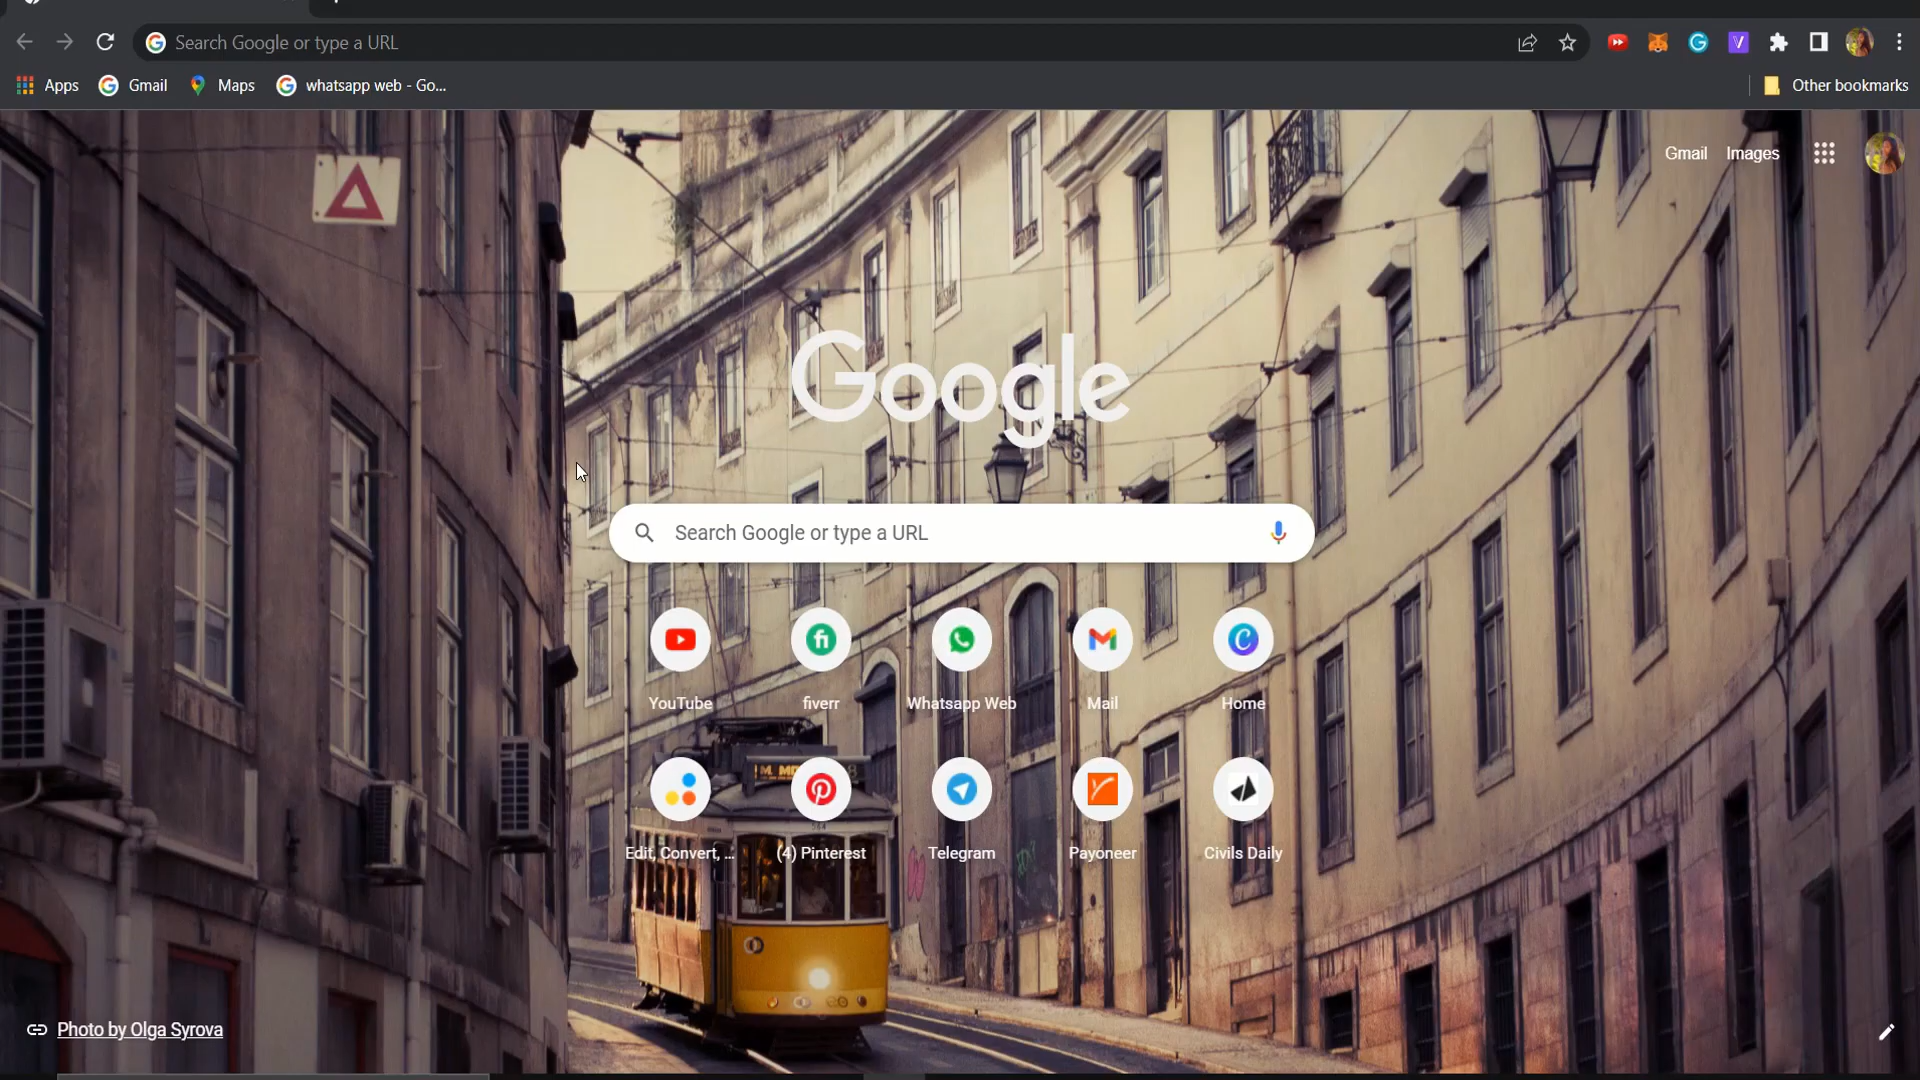 Search Google or type a URL
Apps
Gmail
Maps
whatsapp web - Go...
Other bookmarks
Gmail
Images
Google
Search Google or type a URL
YouTube
fiverr
Whatsapp Web
Mail
Home
Edit, Convert, ...
(4) Pinterest
Telegram
Payoneer
Civils Daily
Photo by Olga Syrova